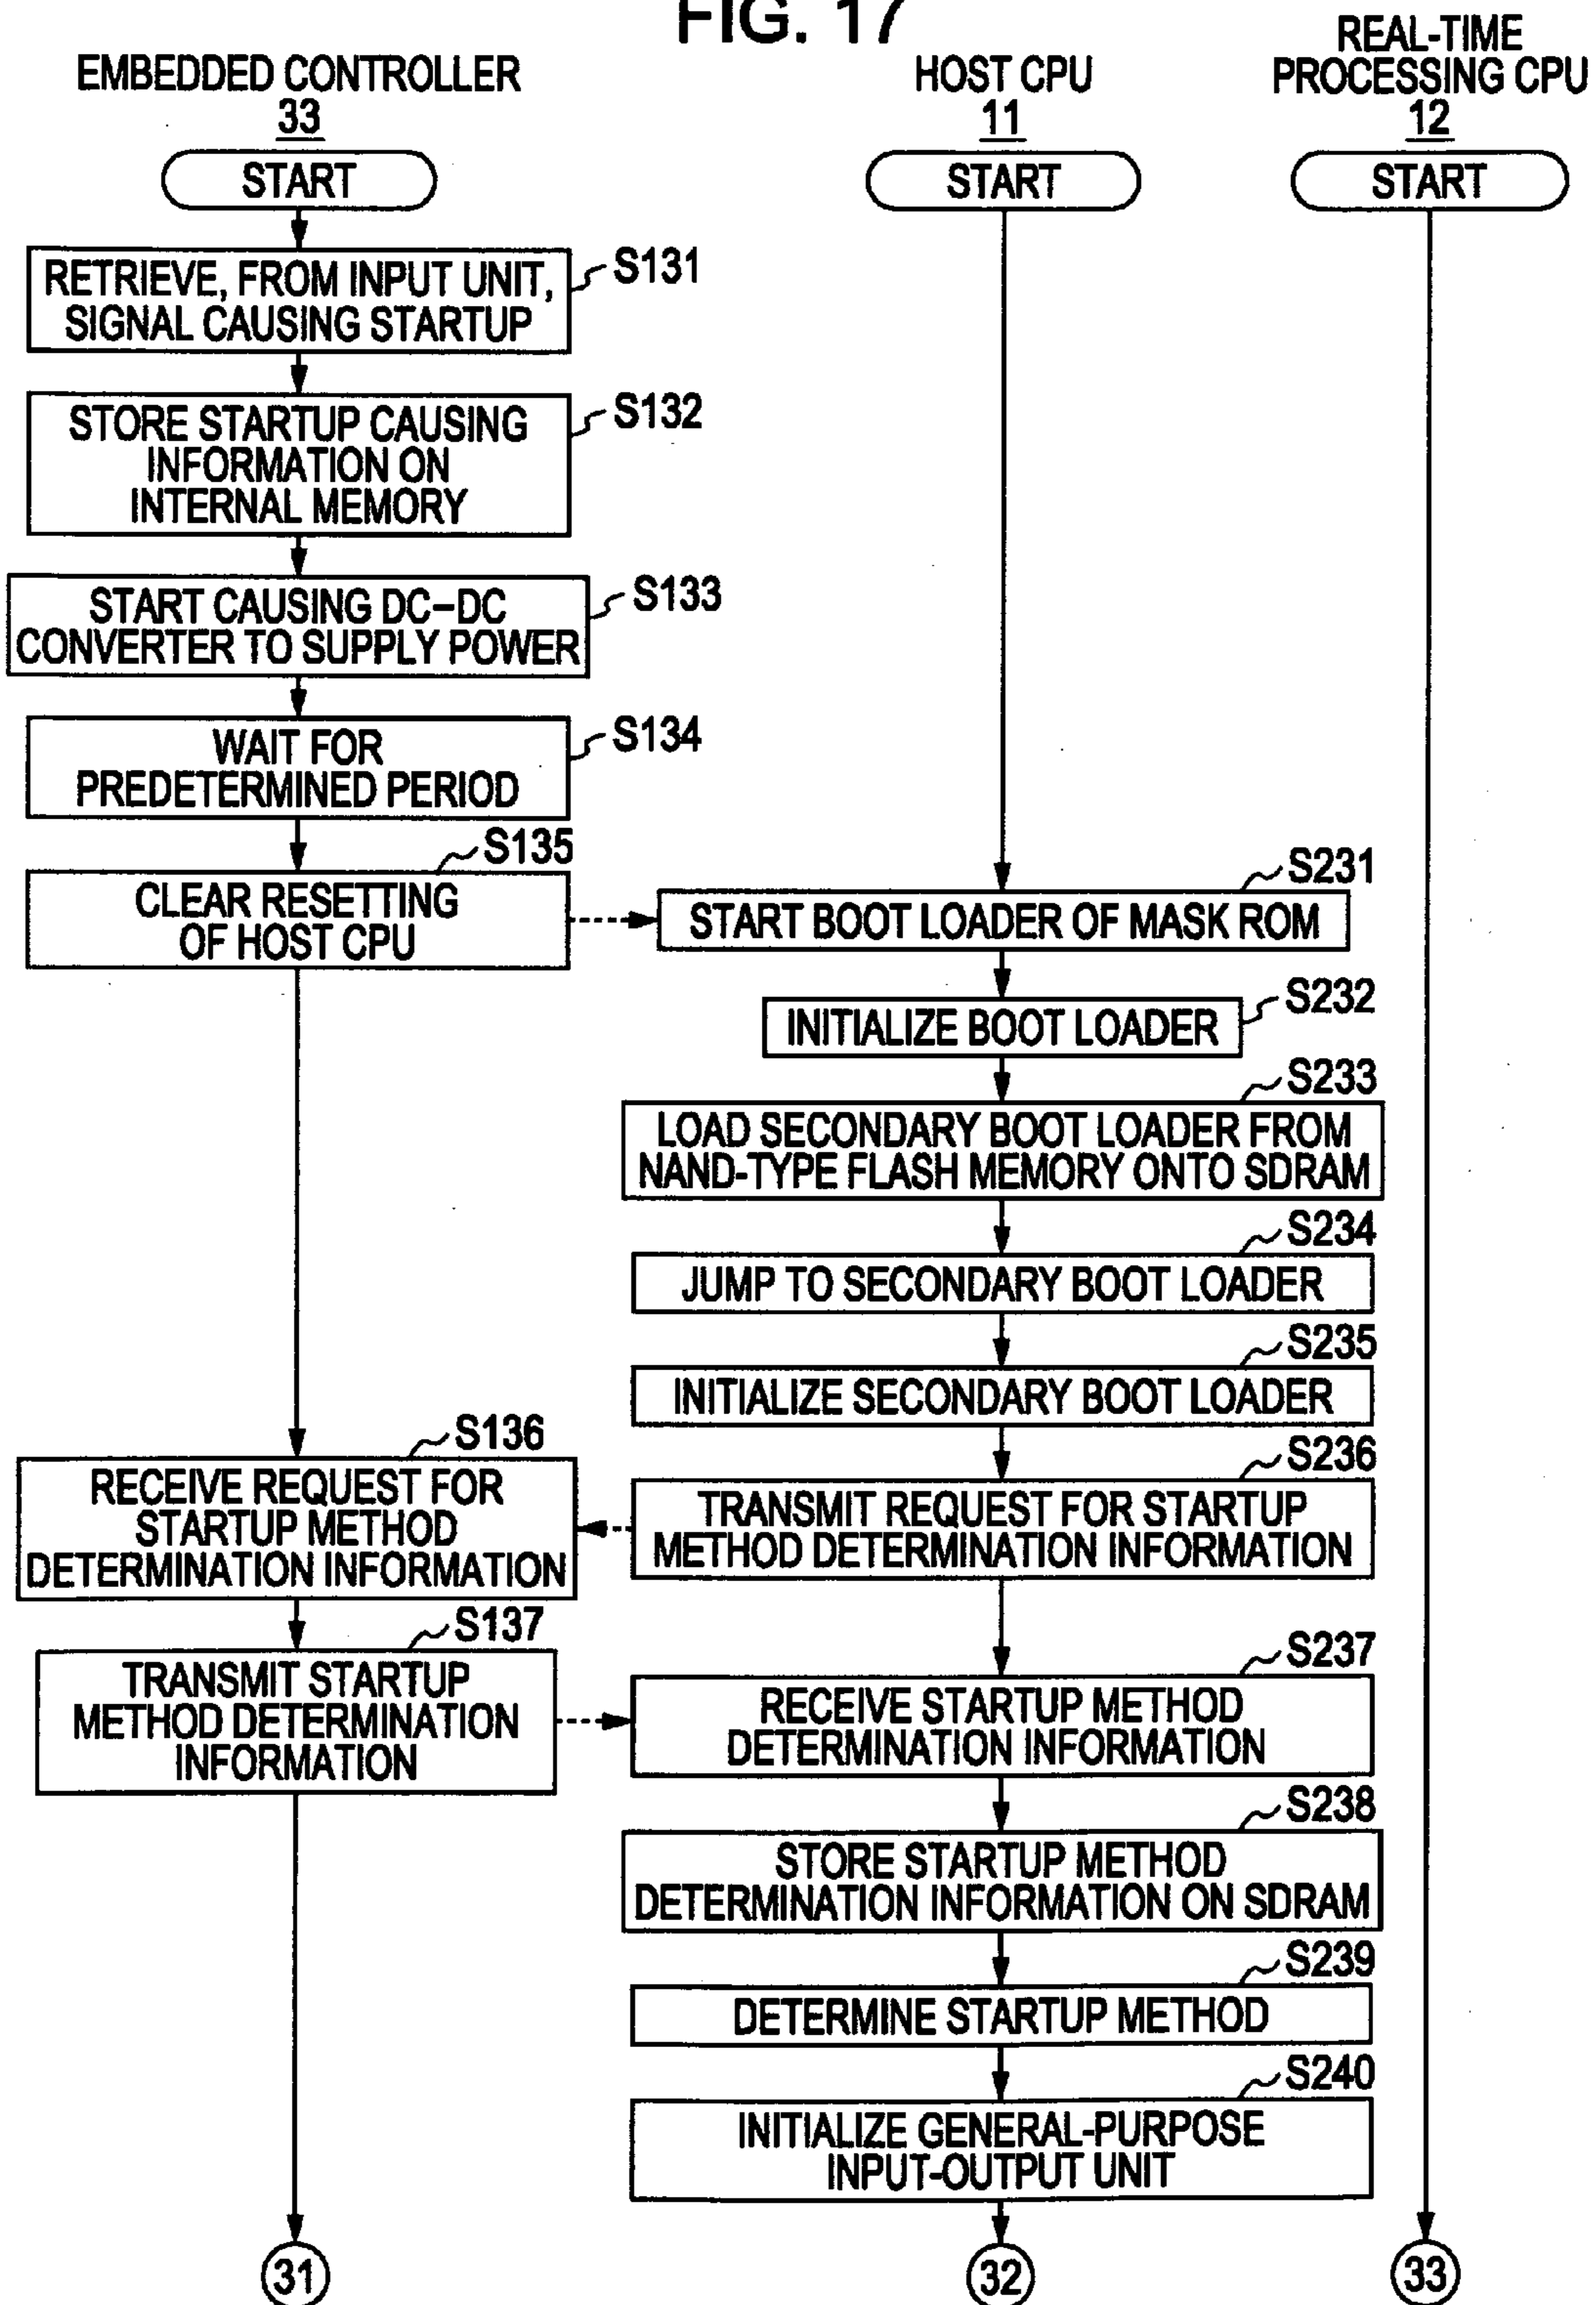 FIG. 17
EMBEDDED CONTROLLER
33
HOST CPU
11
REAL-TIME
PROCESSING CPU
12
START
START
START
RETRIEVE, FROM INPUT UNIT,
SIGNAL CAUSING STARTUP
S131
STORE STARTUP CAUSING
INFORMATION ON
INTERNAL MEMORY
S132
START CAUSING DC-DC
CONVERTER TO SUPPLY POWER
S133
WAIT FOR
PREDETERMINED PERIOD
S134
S135
CLEAR RESETTING
OF HOST CPU
S231
START BOOT LOADER OF MASK ROM
S232
INITIALIZE BOOT LOADER
S233
LOAD SECONDARY BOOT LOADER FROM
NAND-TYPE FLASH MEMORY ONTO SDRAM
S234
JUMP TO SECONDARY BOOT LOADER
S235
INITIALIZE SECONDARY BOOT LOADER
S136
RECEIVE REQUEST FOR
STARTUP METHOD
DETERMINATION INFORMATION
S236
TRANSMIT REQUEST FOR STARTUP
METHOD DETERMINATION INFORMATION
S137
TRANSMIT STARTUP
METHOD DETERMINATION
INFORMATION
S237
RECEIVE STARTUP METHOD
DETERMINATION INFORMATION
S238
STORE STARTUP METHOD
DETERMINATION INFORMATION ON SDRAM
S239
DETERMINE STARTUP METHOD
S240
INITIALIZE GENERAL-PURPOSE
INPUT-OUTPUT UNIT
31
32
33